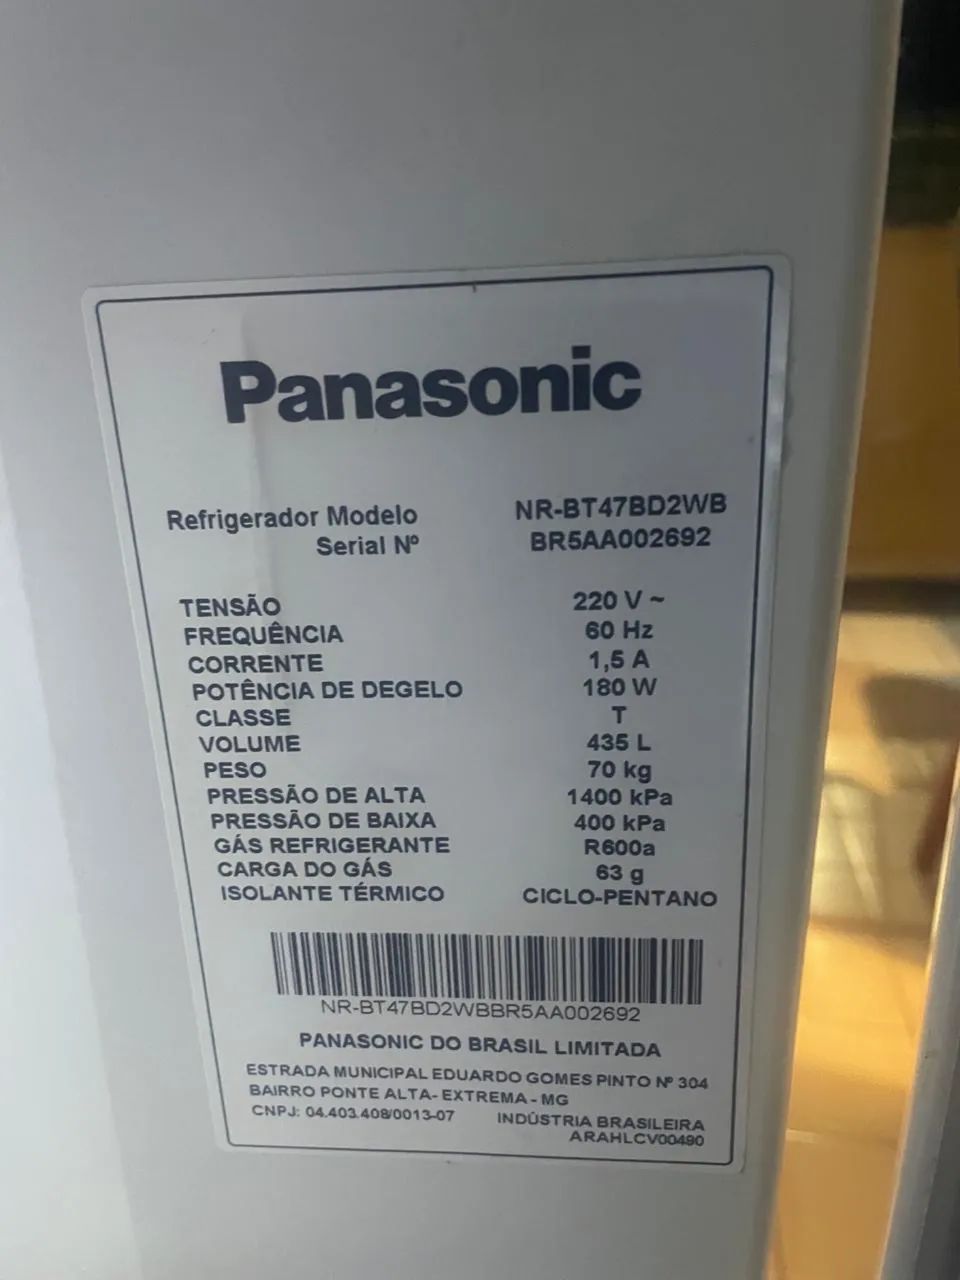 Panasonic
Refrigerador Modelo NR-BT47BD2WB
Serial Nº BR5AA002692
TENSÃO 220 V ~
FREQUÊNCIA 60 Hz
CORRENTE 1,5 A
POTÊNCIA DE DEGELO 180 W
CLASSE T
VOLUME 435 L
PESO 70 kg
PRESSÃO DE ALTA 1400 kPa
PRESSÃO DE BAIXA 400 kPa
GÁS REFRIGERANTE R600a
CARGA DO GÁS 63 g
ISOLANTE TÉRMICO CICLO-PENTANO
NR-BT47BD2WBBR5AA002692
PANASONIC DO BRASIL LIMITADA
ESTRADA MUNICIPAL EDUARDO GOMES PINTO Nº 304
BAIRRO PONTE ALTA- EXTREMA - MG
CNPJ: 04.403.408/0013-07 INDÚSTRIA BRASILEIRA
ARAHLCV00490